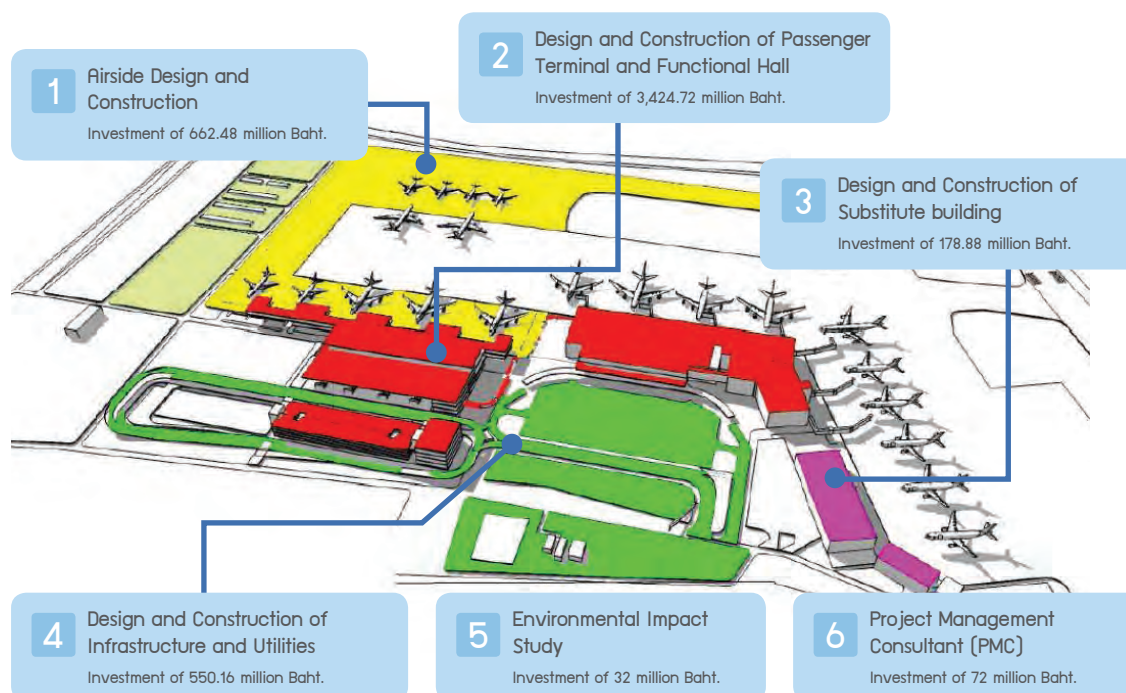 1
Airside Design and
Construction
Investment of 662.48 million Baht.
2
Design and Construction of Passenger
Terminal and Functional Hall
Investment of 3,424.72 million Baht.
3
Design and Construction of
Substitute building
Investment of 178.88 million Baht.
4
Design and Construction of
Infrastructure and Utilities
Investment of 550.16 million Baht.
5
Environmental Impact
Study
Investment of 32 million Baht.
6
Project Management
Consultant (PMC)
Investment of 72 million Baht.